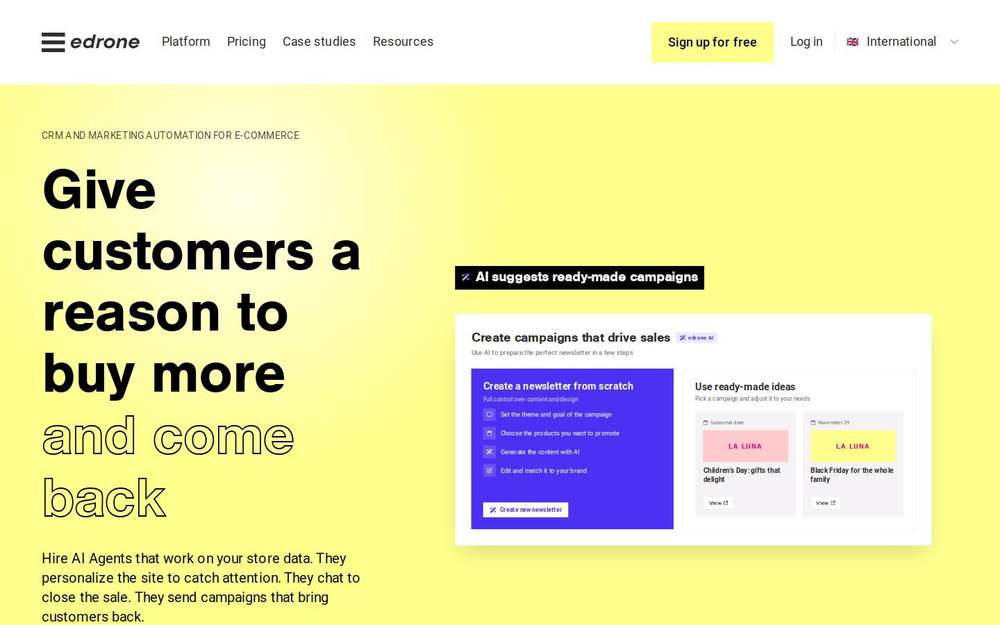 edrone
Platform
Pricing
Case studies
Resources
Sign up for free
Log in
International
CRM AND MARKETING AUTOMATION FOR E-COMMERCE
Give
customers a
reason to
buy more
and come
back
Hire AI Agents that work on your store data. They
personalize the site to catch attention. They chat to
close the sale. They send campaigns that bring
customers back.
AI suggests ready-made campaigns
Create campaigns that drive sales
edrone AI
Use AI to prepare the perfect newsletter in a few steps
Create a newsletter from scratch
Full control over content and design
Set the theme and goal of the campaign
Choose the products you want to promote
Generate the content with AI
Edit and match it to your brand
Create new newsletter
Use ready-made ideas
Pick a campaign and adjust it to your needs
Seasonal date
LA LUNA
Children's Day: gifts that
delight
View
November 29
LA LUNA
Black Friday for the whole
family
View